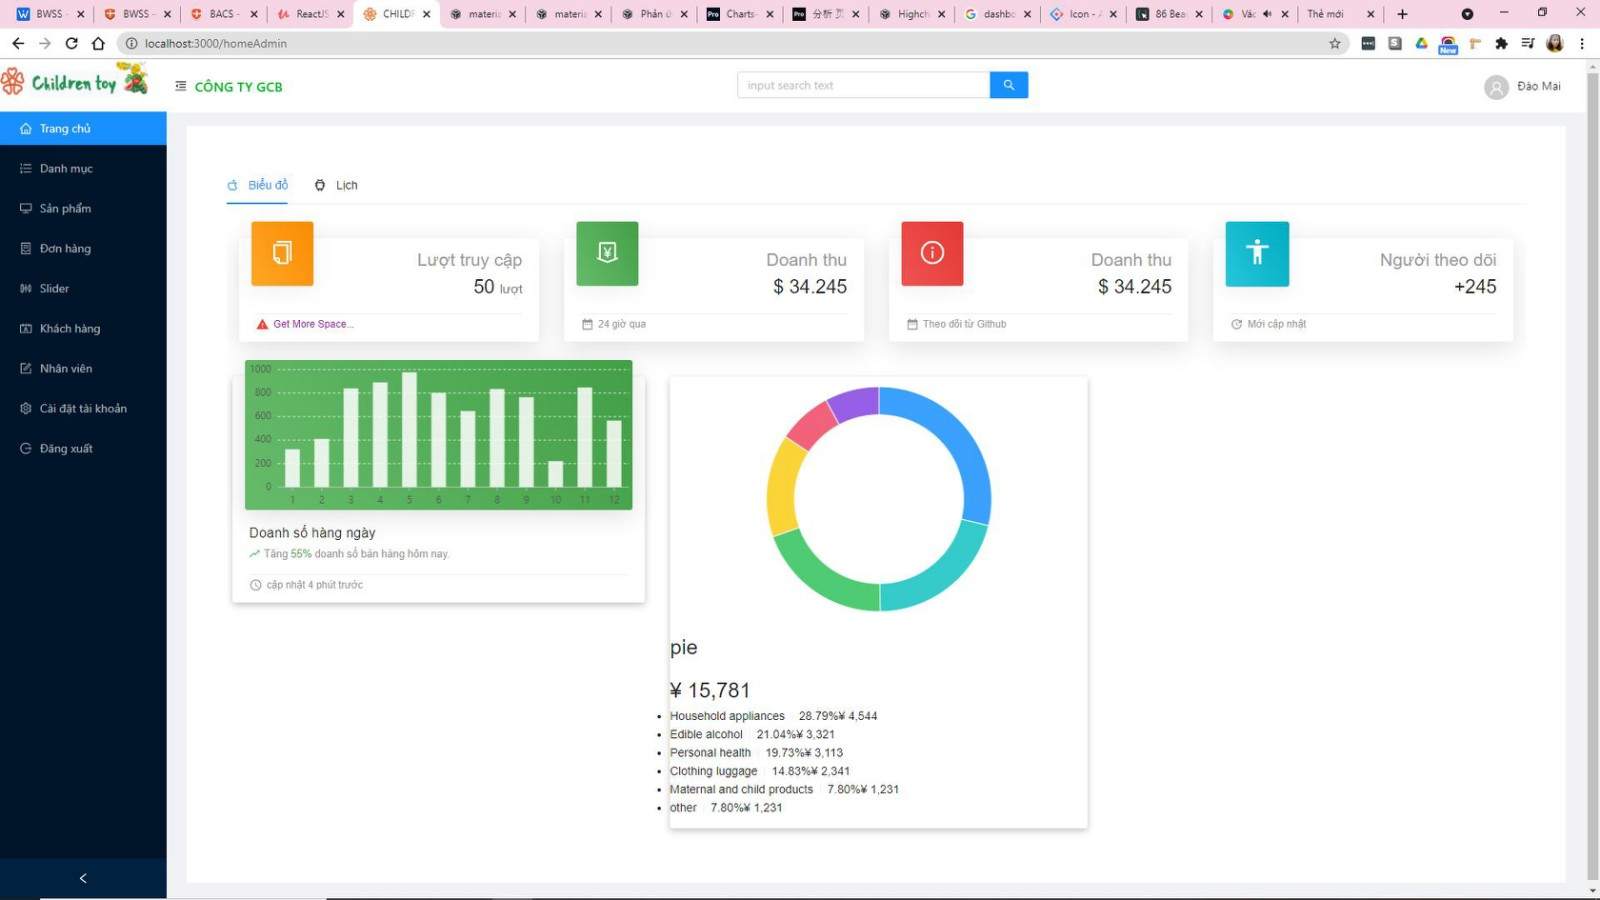 BWSS -
BWSS -
BACS -
ReactJS
CHILDR
materia
materia
Phản ứ
Pro Charts-
Pro 分析 页
Highch
dashbo
Icon - A
86 Bea
Vác
Thẻ mới
localhost:3000/homeAdmin
New
Children toy
CÔNG TY GCB
input search text
Đào Mai
Trang chủ
Danh mục
Sản phẩm
Đơn hàng
Slider
Khách hàng
Nhân viên
Cài đặt tài khoản
Đăng xuất
Biểu đồ
Lịch
Lượt truy cập
50 lượt
Get More Space...
Doanh thu
$ 34.245
24 giờ qua
Doanh thu
$ 34.245
Theo dõi từ Github
Người theo dõi
+245
Mới cập nhật
1000
800
600
400
200
0
1 2 3 4 5 6 7 8 9 10 11 12
Doanh số hàng ngày
Tăng 55% doanh số bán hàng hôm nay.
cập nhật 4 phút trước
pie
¥ 15,781
Household appliances 28.79%¥ 4,544
Edible alcohol 21.04%¥ 3,321
Personal health 19.73%¥ 3,113
Clothing luggage 14.83%¥ 2,341
Maternal and child products 7.80%¥ 1,231
other 7.80%¥ 1,231